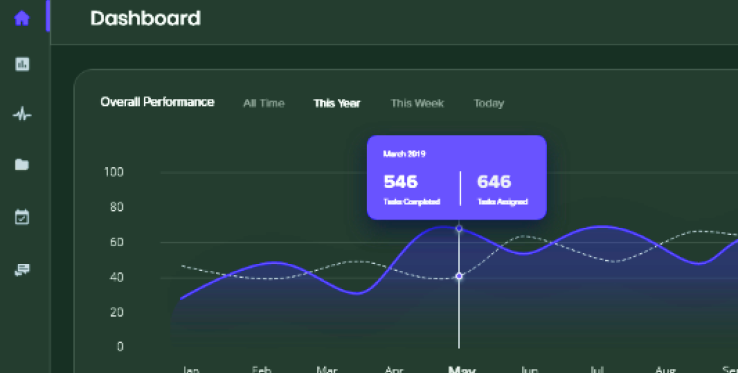 Dashboard
Overall Performance All Time This Year This Week Today
March 2019
546 646
Tasks Completed Tasks Assigned
100
80
60
40
20
0
Jan Feb Mar Apr May Jun Jul Aug Sep